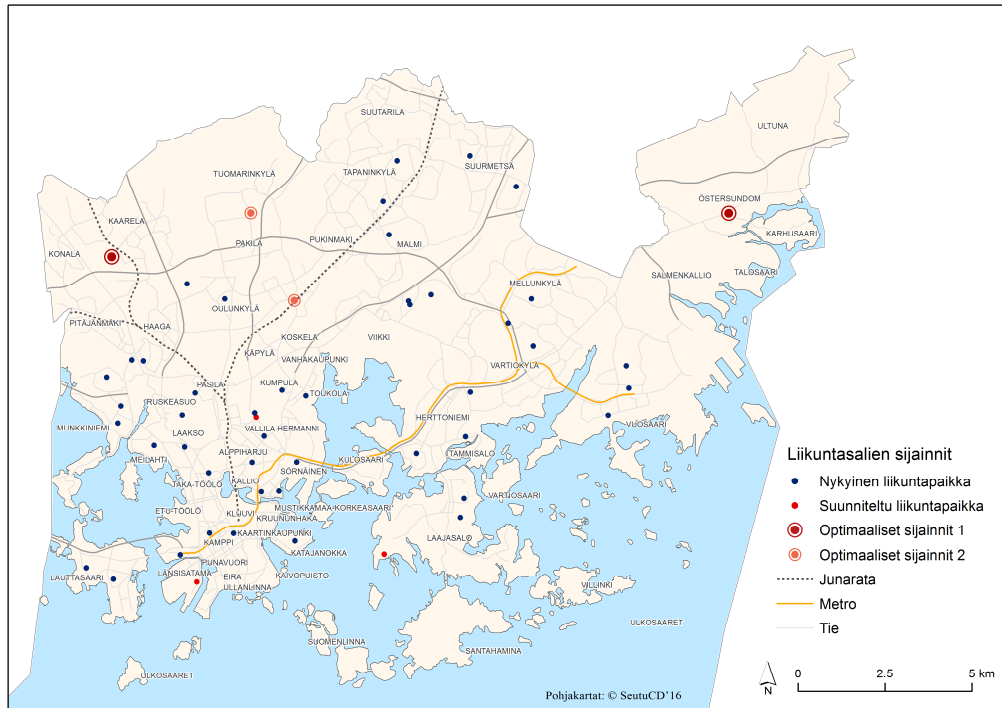 SUUTARILA
ULTUNA
SUURMETSÄ
TUOMARINKYLÄ
TAPANINKYLÄ
ÖSTERSUNDOM
KAARELA
KARHUSAARI
PUKINMÄKI
PAKILA
MALMI
KONALA
TALOSAARI
SALMENKALLIO
MELLUNKYLÄ
OULUNKYLÄ
PITÄJÄNMÄKI
HAAGA
KOSKELA
VIIKKI
KÄPYLÄ
VANHAKAUPUNKI
VARTIOKYLÄ
PASILA
KUMPULA
TOUKOLA
RUSKEASUO
HERTTONIEMI
MUNKKINIEMI
LAAKSO
VALLILA HERMANNI
VUOSAARI
MEILAHTI
ALPPIHARJU
KULOSAARI
TAMMISALO
SÖRNÄINEN
TAKA-TÖÖLÖ
KALLIO
VARTIOSAARI
ETU-TÖÖLÖ
MUSTIKKAMAA-KORKEASAARI
KLUUVI
KRUUNUNHAKA
KAARTINKAUPUNKI
LAAJASALO
KAMPPI
KATAJANOKKA
PUNAVUORI
LÄNSISATAMA
EIRA
KAIVOPUISTO
LAUTTASAARI
ULLANLINNA
VILLINKI
ULKOSAARET
SUOMENLINNA
SANTAHAMINA
ULKOSAARET
Liikuntasalien sijainnit
Nykyinen liikuntapaikka
Suunniteltu liikuntapaikka
Optimaaliset sijainnit 1
Optimaaliset sijainnit 2
Junarata
Metro
Tie
N
0 2,5 5 km
Pohjakartat: © SeutuCD'16